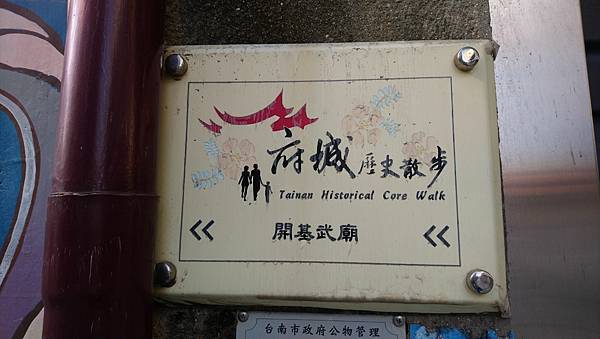 府城歷史散步
Tainan Historical Core Walk
<< 開基武廟 <<
台南市政府公物管理